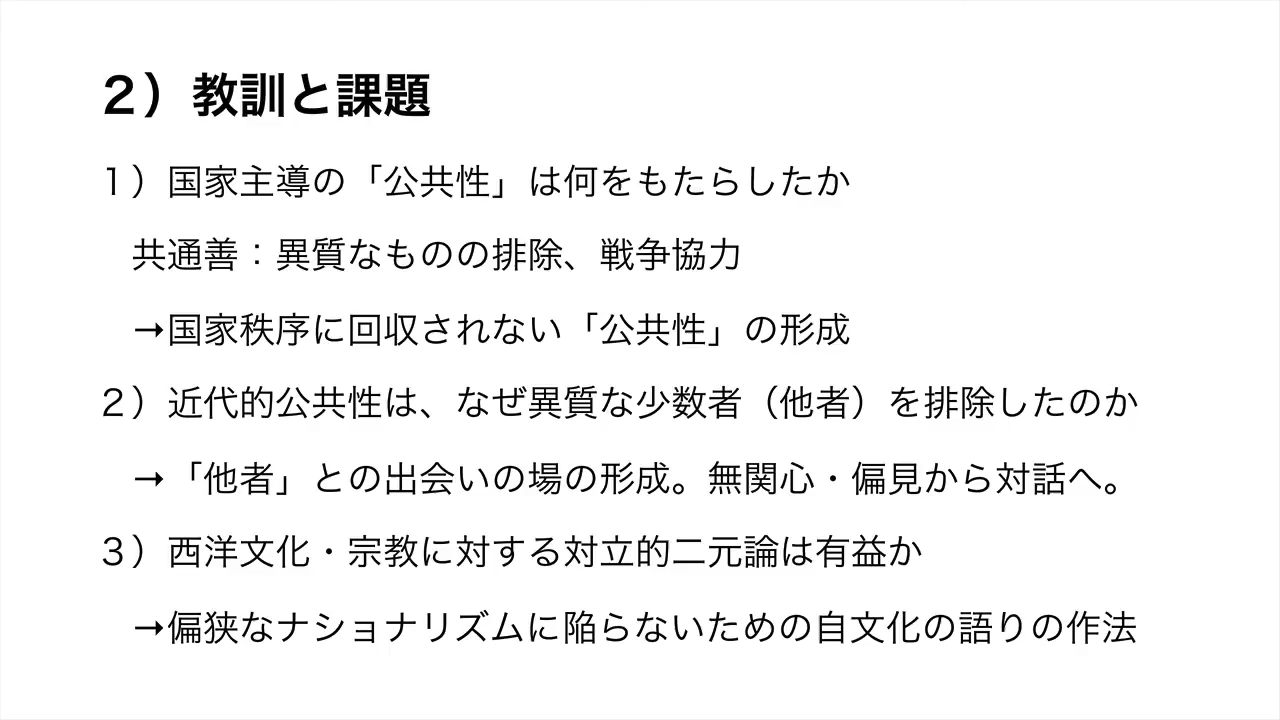 ２）教訓と課題
１）国家主導の「公共性」は何をもたらしたか
共通善：異質なものの排除、戦争協力
→国家秩序に回収されない「公共性」の形成
２）近代的公共性は、なぜ異質な少数者（他者）を排除したのか
→「他者」との出会いの場の形成。無関心・偏見から対話へ。
３）西洋文化・宗教に対する対立的二元論は有益か
→偏狭なナショナリズムに陥らないための自文化の語りの作法